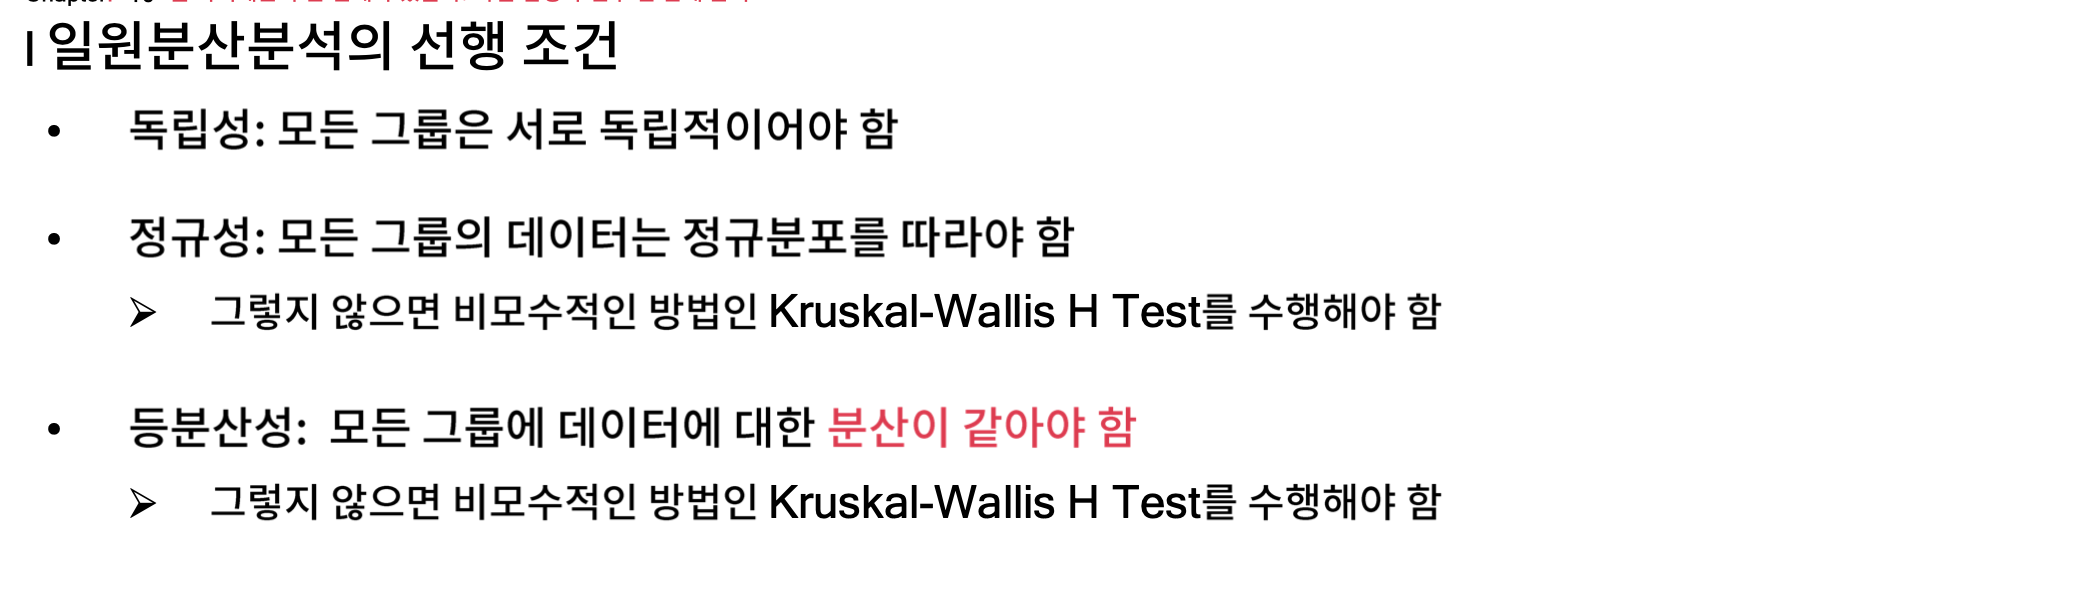 일원분산분석의 선행 조건
• 독립성: 모든 그룹은 서로 독립적이어야 함
• 정규성: 모든 그룹의 데이터는 정규분포를 따라야 함
➢ 그렇지 않으면 비모수적인 방법인 Kruskal-Wallis H Test를 수행해야 함
• 등분산성: 모든 그룹에 데이터에 대한 분산이 같아야 함
➢ 그렇지 않으면 비모수적인 방법인 Kruskal-Wallis H Test를 수행해야 함